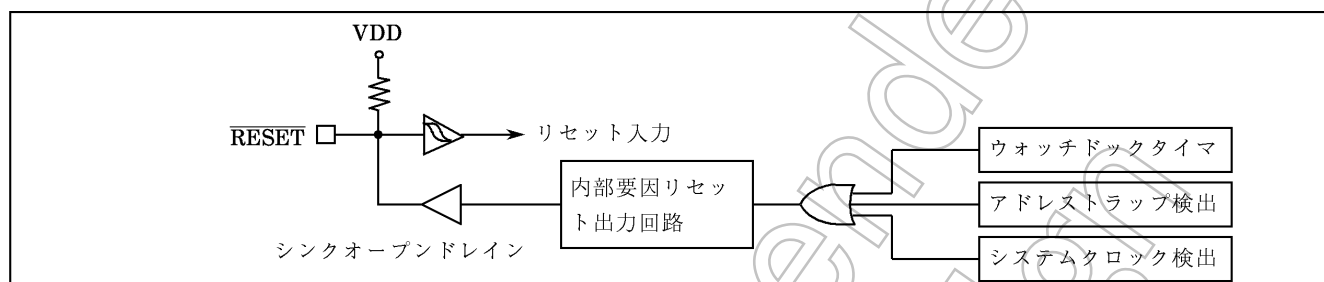 VDD
RESET
リセット入力
ウォッチドックタイマ
内部要因リセッ
ト出力回路
アドレストラップ検出
シンクオープンドレイン
システムクロック検出